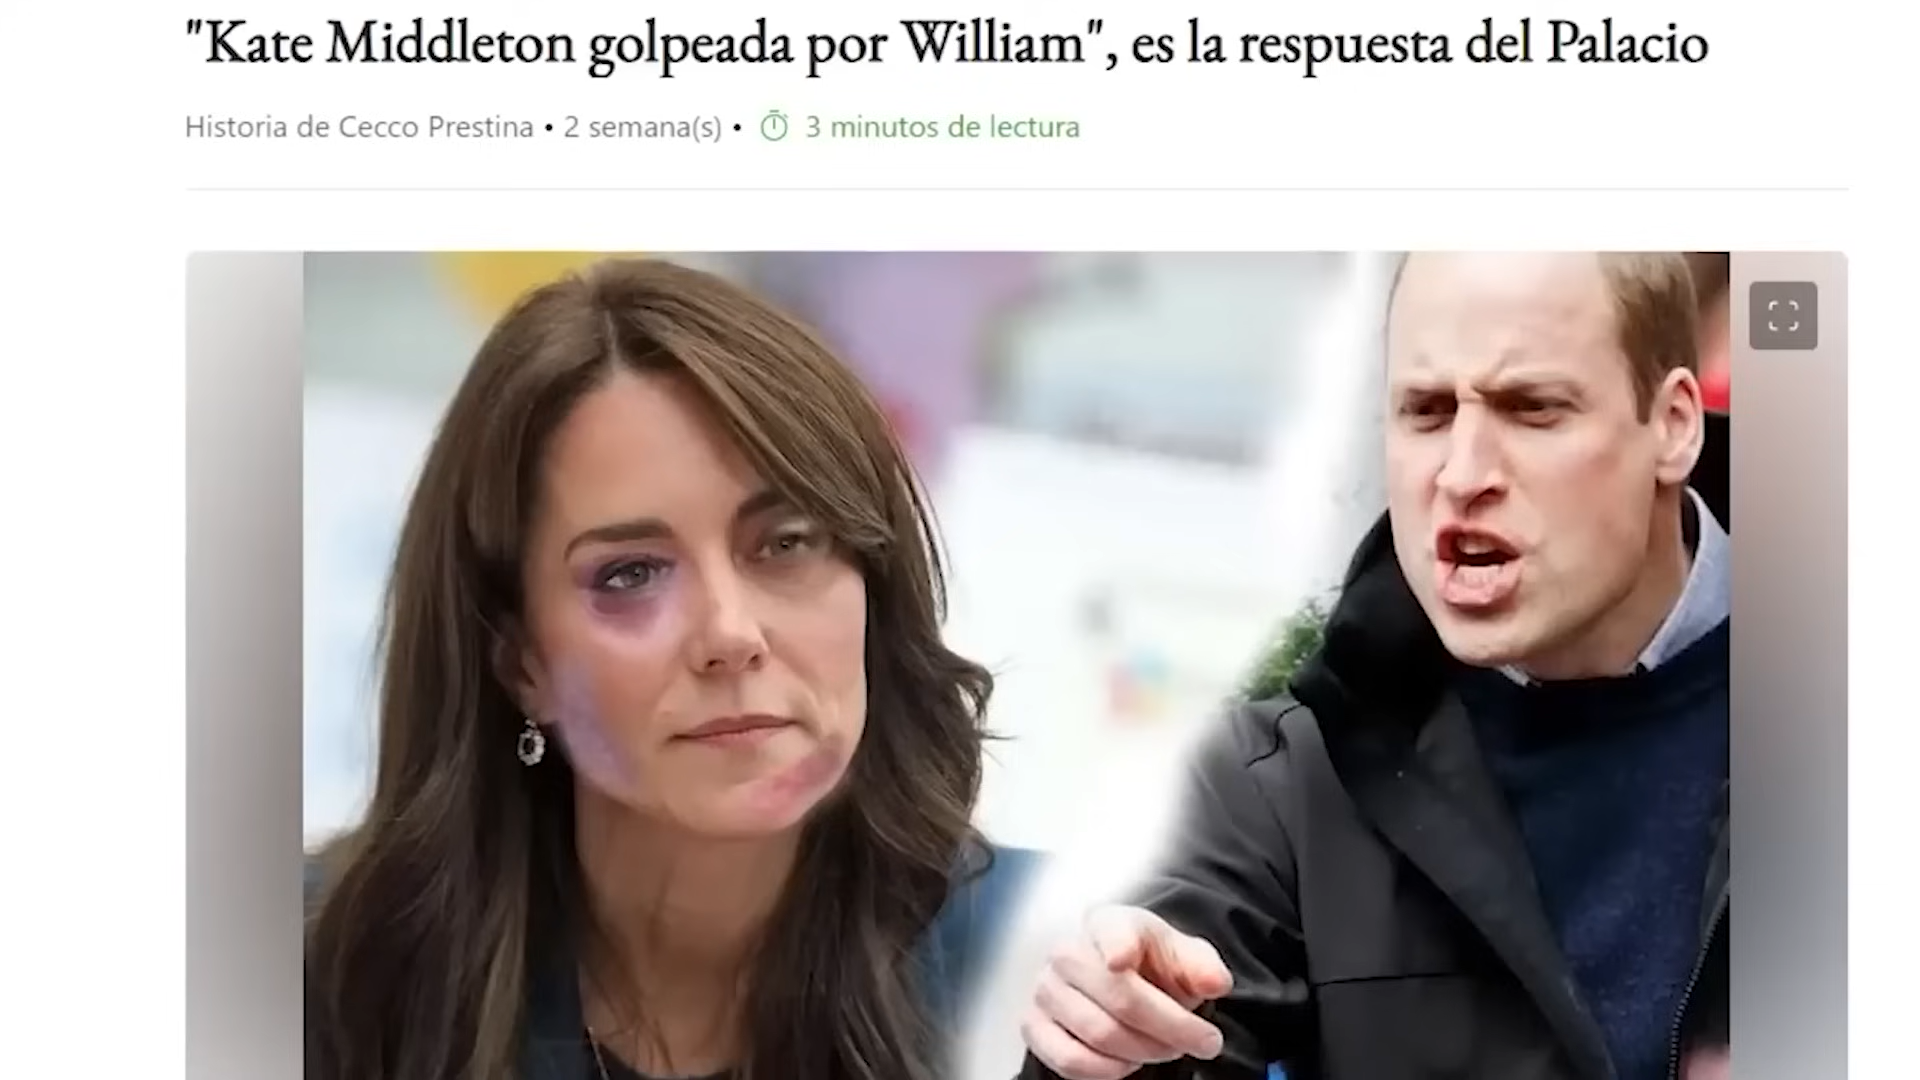 "Kate Middleton golpeada por William", es la respuesta del Palacio
Historia de Cecco Prestina • 2 semana(s) • 3 minutos de lectura